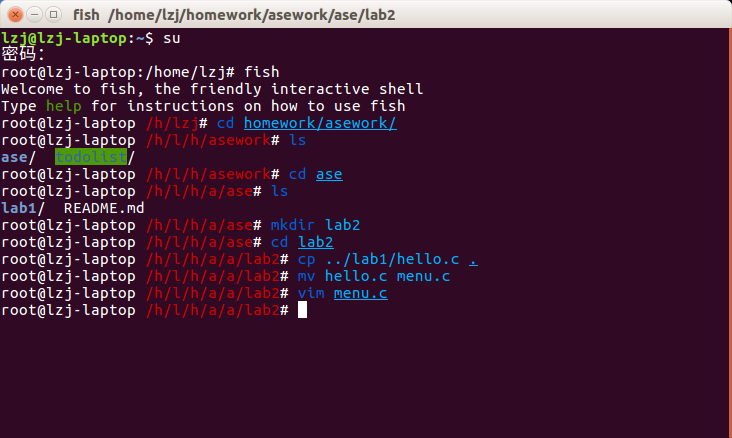 fish /home/lzj/homework/asework/ase/lab2
lzj@lzj-laptop:~$ su
密码：
root@lzj-laptop:/home/lzj# fish
Welcome to fish, the friendly interactive shell
Type help for instructions on how to use fish
root@lzj-laptop /h/lzj# cd homework/asework/
root@lzj-laptop /h/l/h/asework# ls
ase/  todolist/
root@lzj-laptop /h/l/h/asework# cd ase
root@lzj-laptop /h/l/h/a/ase# ls
lab1/  README.md
root@lzj-laptop /h/l/h/a/ase# mkdir lab2
root@lzj-laptop /h/l/h/a/ase# cd lab2
root@lzj-laptop /h/l/h/a/a/lab2# cp ../lab1/hello.c .
root@lzj-laptop /h/l/h/a/a/lab2# mv hello.c menu.c
root@lzj-laptop /h/l/h/a/a/lab2# vim menu.c
root@lzj-laptop /h/l/h/a/a/lab2#